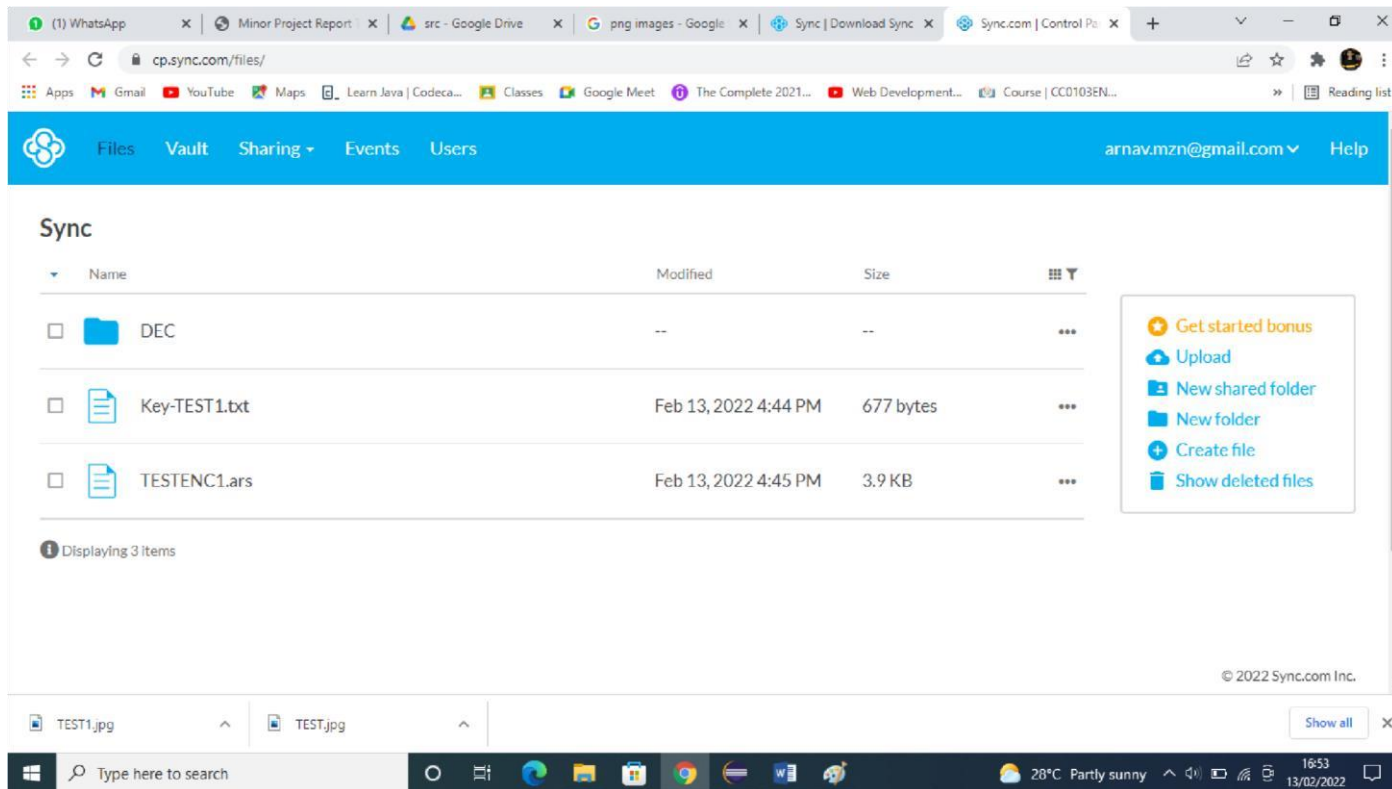 (1) WhatsApp Minor Project Report src - Google Drive png images - Google Sync | Download Sync Sync.com | Control Pa
cp.sync.com/files/
Apps Gmail YouTube Maps Learn Java | Codeca... Classes Google Meet The Complete 2021... Web Development... Course | CC0103EN... » Reading list
Files Vault Sharing Events Users arnav.mzn@gmail.com Help
Sync
Name Modified Size
DEC -- --
Key-TEST1.txt Feb 13, 2022 4:44 PM 677 bytes
TESTENC1.ars Feb 13, 2022 4:45 PM 3.9 KB
Displaying 3 items
Get started bonus
Upload
New shared folder
New folder
Create file
Show deleted files
© 2022 Sync.com Inc.
TEST1.jpg TEST.jpg Show all
Type here to search 28°C Partly sunny 16:53
13/02/2022